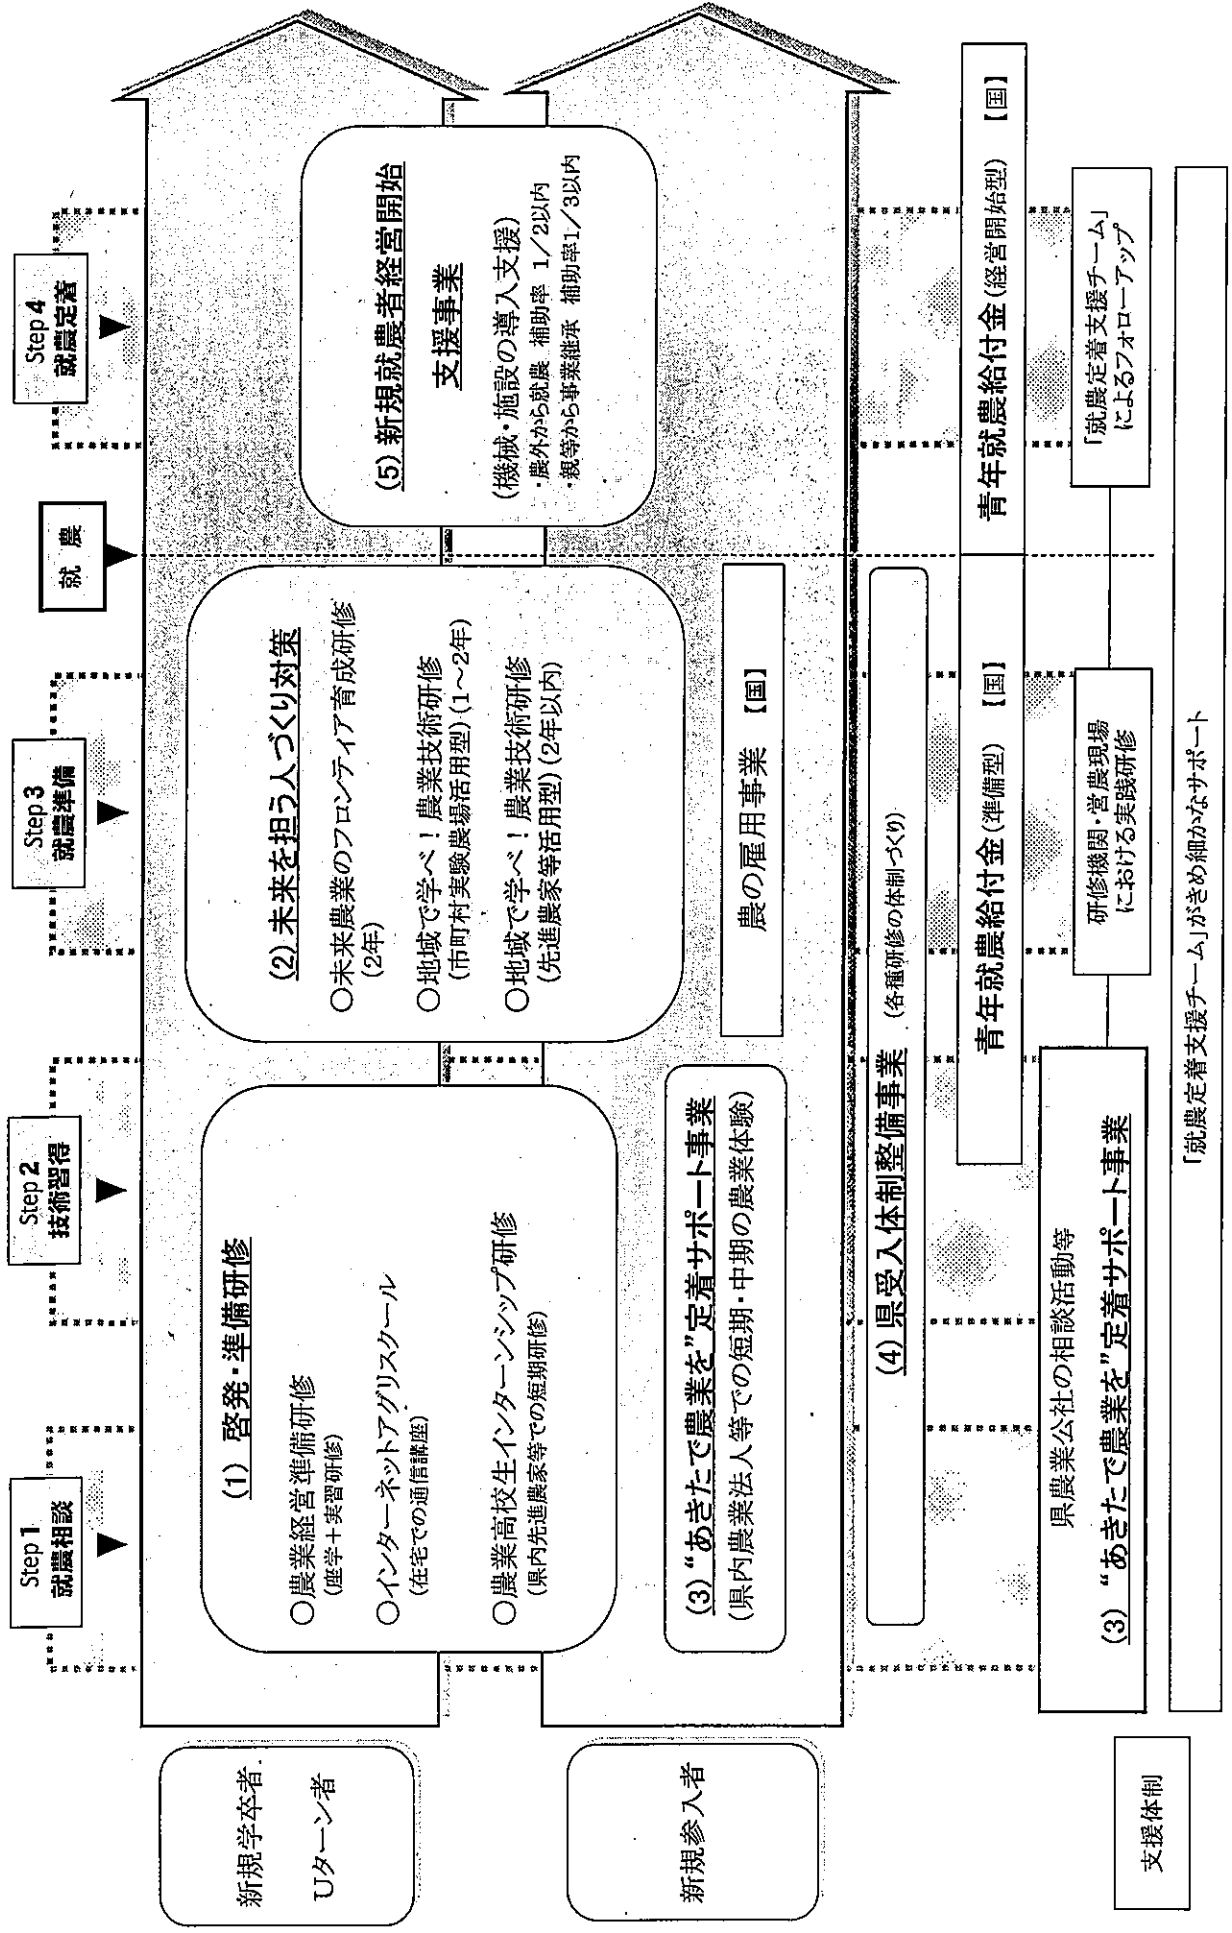 Step 1
就農相談
Step 2
技術習得
Step 3
就農準備
就 農
Step 4
就農定着
新規学卒者
Uターン者
新規参入者
(1) 啓発・準備研修
○農業経営準備研修
(座学＋実習研修)
○インターネットアグリスクール
(在宅での通信講座)
○農業高校生インターンシップ研修
(県内先進農家等での短期研修)
(2) 未来を担う人づくり対策
○未来農業のフロンティア育成研修
(2年)
○地域で学べ！農業技術研修
(市町村実験農場活用型) (1～2年)
○地域で学べ！農業技術研修
(先進農家等活用型) (2年以内)
(5) 新規就農者経営開始
支援事業
(機械・施設の導入支援)
・農外から就農 補助率 1/2以内
・親等から事業継承 補助率1/3以内
(3) “あきたで農業を”定着サポート事業
(県内農業法人等での短期・中期の農業体験)
農の雇用事業 【国】
(4) 県受入体制整備事業 (各種研修の体制づくり)
青年就農給付金(準備型) 【国】
青年就農給付金(経営開始型) 【国】
支援体制
県農業公社の相談活動等
(3) “あきたで農業を”定着サポート事業
研修機関・営農現場
における実践研修
「就農定着支援チーム」
によるフォローアップ
「就農定着支援チーム」がきめ細かなサポート